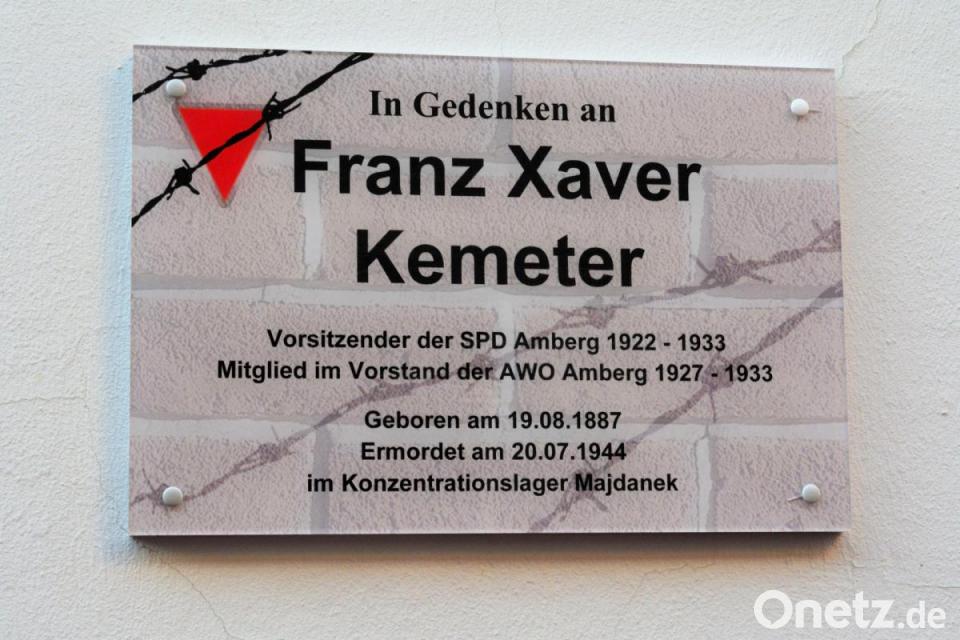 In Gedenken an
Franz Xaver
Kemeter
Vorsitzender der SPD Amberg 1922 - 1933
Mitglied im Vorstand der AWO Amberg 1927 - 1933
Geboren am 19.08.1887
Ermordet am 20.07.1944
im Konzentrationslager Majdanek
Onetz.de